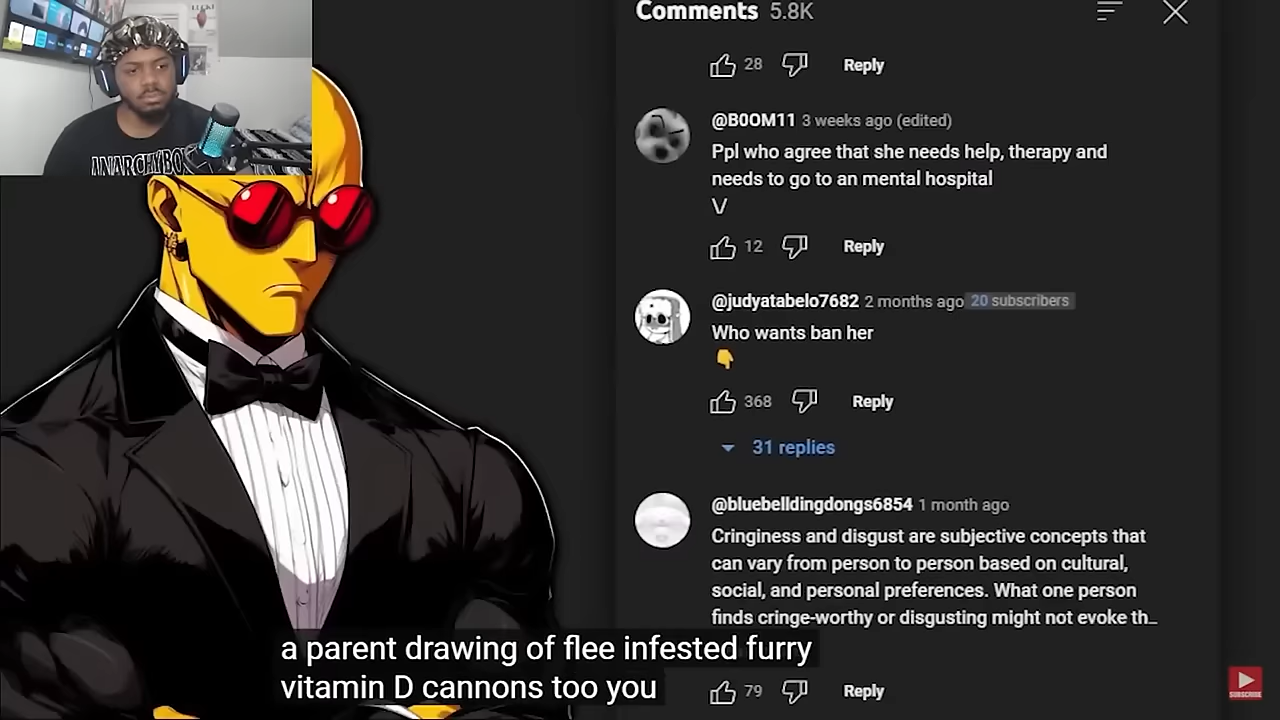 Comments 5.8K
28 Reply
@B0OM11 3 weeks ago (edited)
Ppl who agree that she needs help, therapy and
needs to go to an mental hospital
\/
12 Reply
@judyatabelo7682 2 months ago 20 subscribers
Who wants ban her
👇
368 Reply
31 replies
@bluebelldingdongs6854 1 month ago
Cringiness and disgust are subjective concepts that
can vary from person to person based on cultural,
social, and personal preferences. What one person
finds cringe-worthy or disgusting might not evoke th…
79 Reply
a parent drawing of flee infested furry
vitamin D cannons too you
SUBSCRIBE